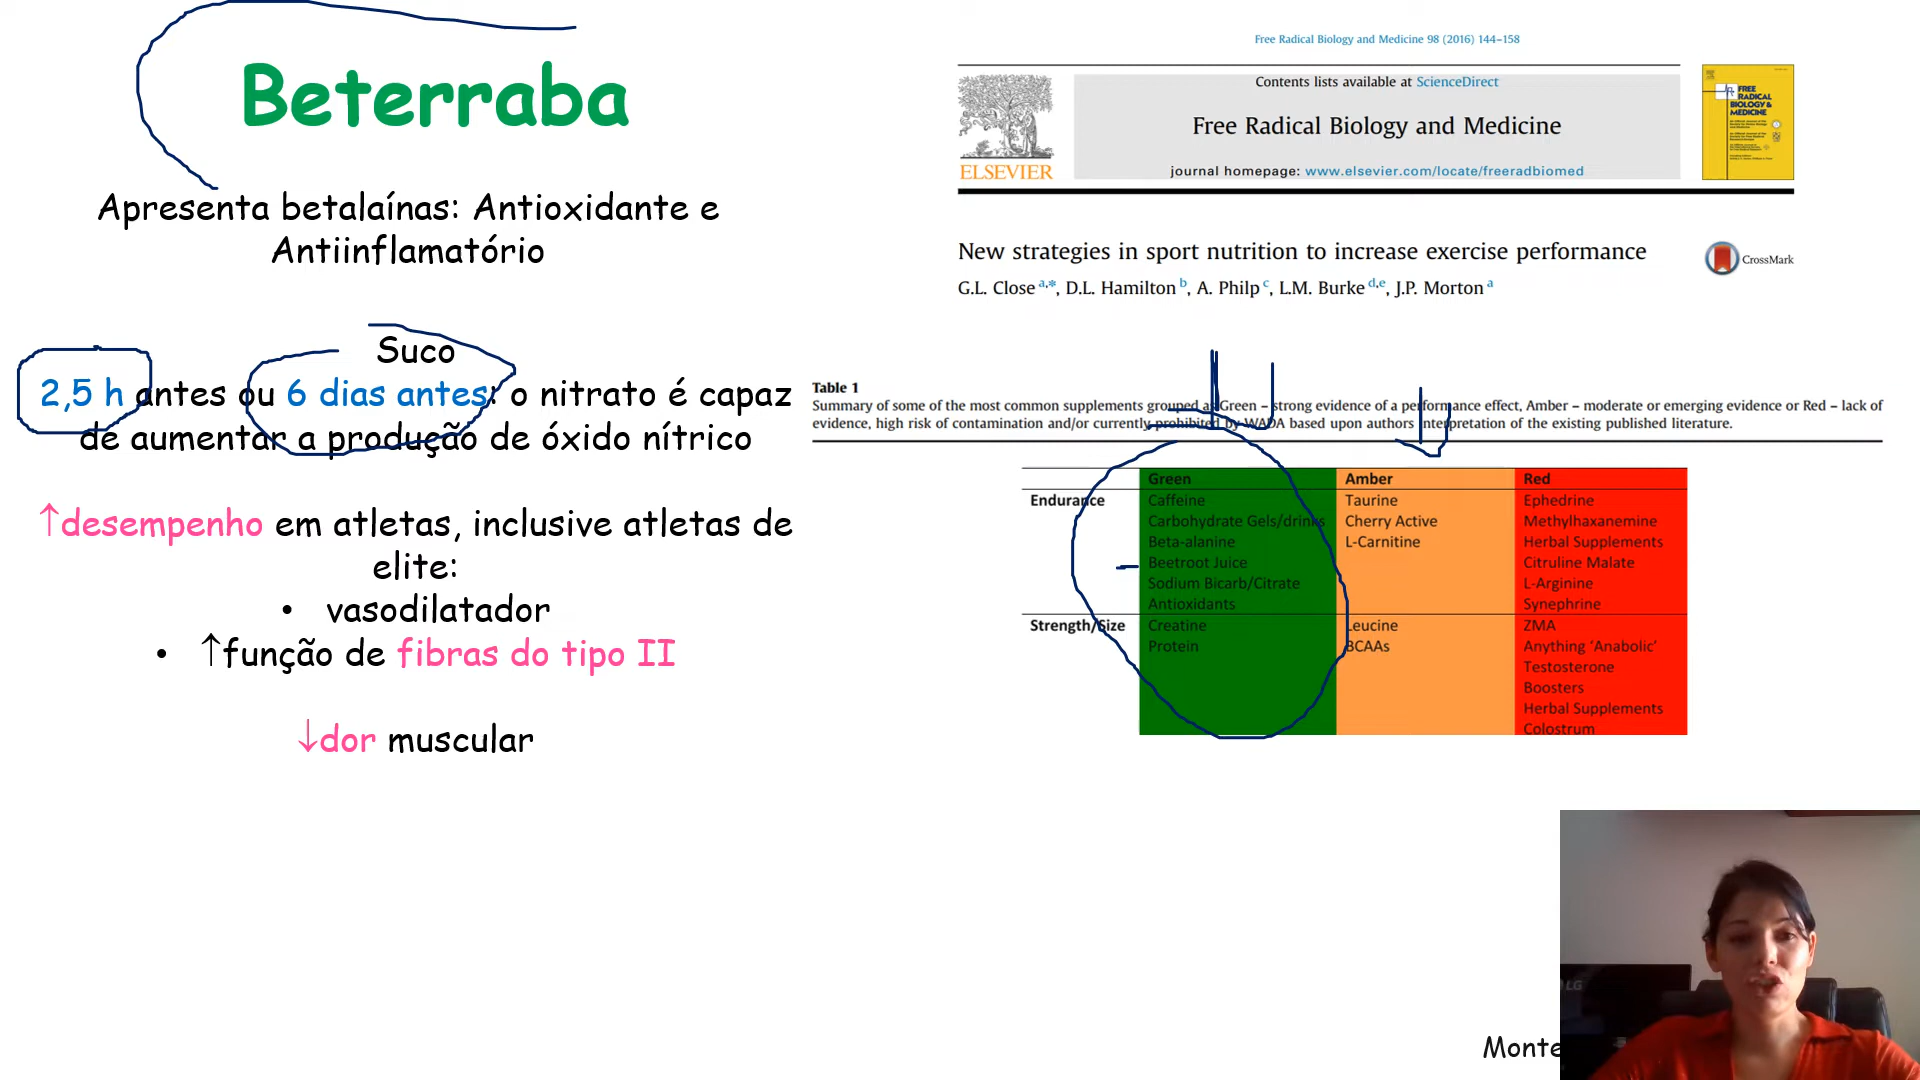 Beterraba
Apresenta betalaínas: Antioxidante e
Antiinflamatório
Suco
2,5 h antes ou 6 dias antes: o nitrato é capaz
de aumentar a produção de óxido nítrico
↑desempenho em atletas, inclusive atletas de
elite:
• vasodilatador
• ↑função de fibras do tipo II
↓dor muscular
Free Radical Biology and Medicine 98 (2016) 144–158
Contents lists available at ScienceDirect
Free Radical Biology and Medicine
journal homepage: www.elsevier.com/locate/freeradbiomed
ELSEVIER
FREE
RADICAL
BIOLOGY &
MEDICINE
New strategies in sport nutrition to increase exercise performance
CrossMark
G.L. Close a,*, D.L. Hamilton b, A. Philp c, L.M. Burke d,e, J.P. Morton a
Table 1
Summary of some of the most common supplements grouped as Green – strong evidence of a performance effect, Amber – moderate or emerging evidence or Red – lack of
evidence, high risk of contamination and/or currently prohibited by WADA based upon authors interpretation of the existing published literature.
Green Amber Red
Endurance Caffeine Taurine Ephedrine
Carbohydrate Gels/drinks Cherry Active Methylhaxanemine
Beta-alanine L-Carnitine Herbal Supplements
Beetroot Juice Citruline Malate
Sodium Bicarb/Citrate L-Arginine
Antioxidants Synephrine
Strength/Size Creatine Leucine ZMA
Protein BCAAs Anything ‘Anabolic’
Testosterone
Boosters
Herbal Supplements
Colostrum
LG
Monte